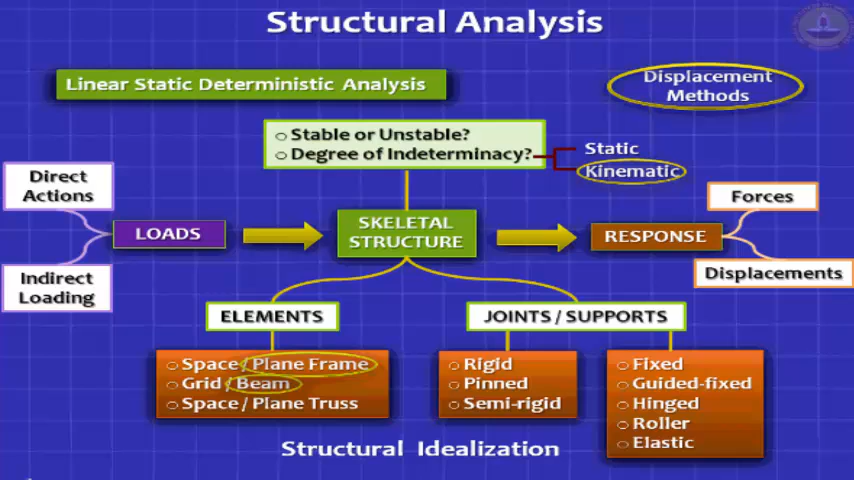 Structural Analysis
Linear Static Deterministic Analysis
Displacement
Methods
Stable or Unstable?
Degree of Indeterminacy?
Static
Kinematic
Direct
Actions
LOADS
Indirect
Loading
SKELETAL
STRUCTURE
RESPONSE
Forces
Displacements
ELEMENTS
Space / Plane Frame
Grid / Beam
Space / Plane Truss
JOINTS / SUPPORTS
Rigid
Pinned
Semi-rigid
Fixed
Guided-fixed
Hinged
Roller
Elastic
Structural Idealization